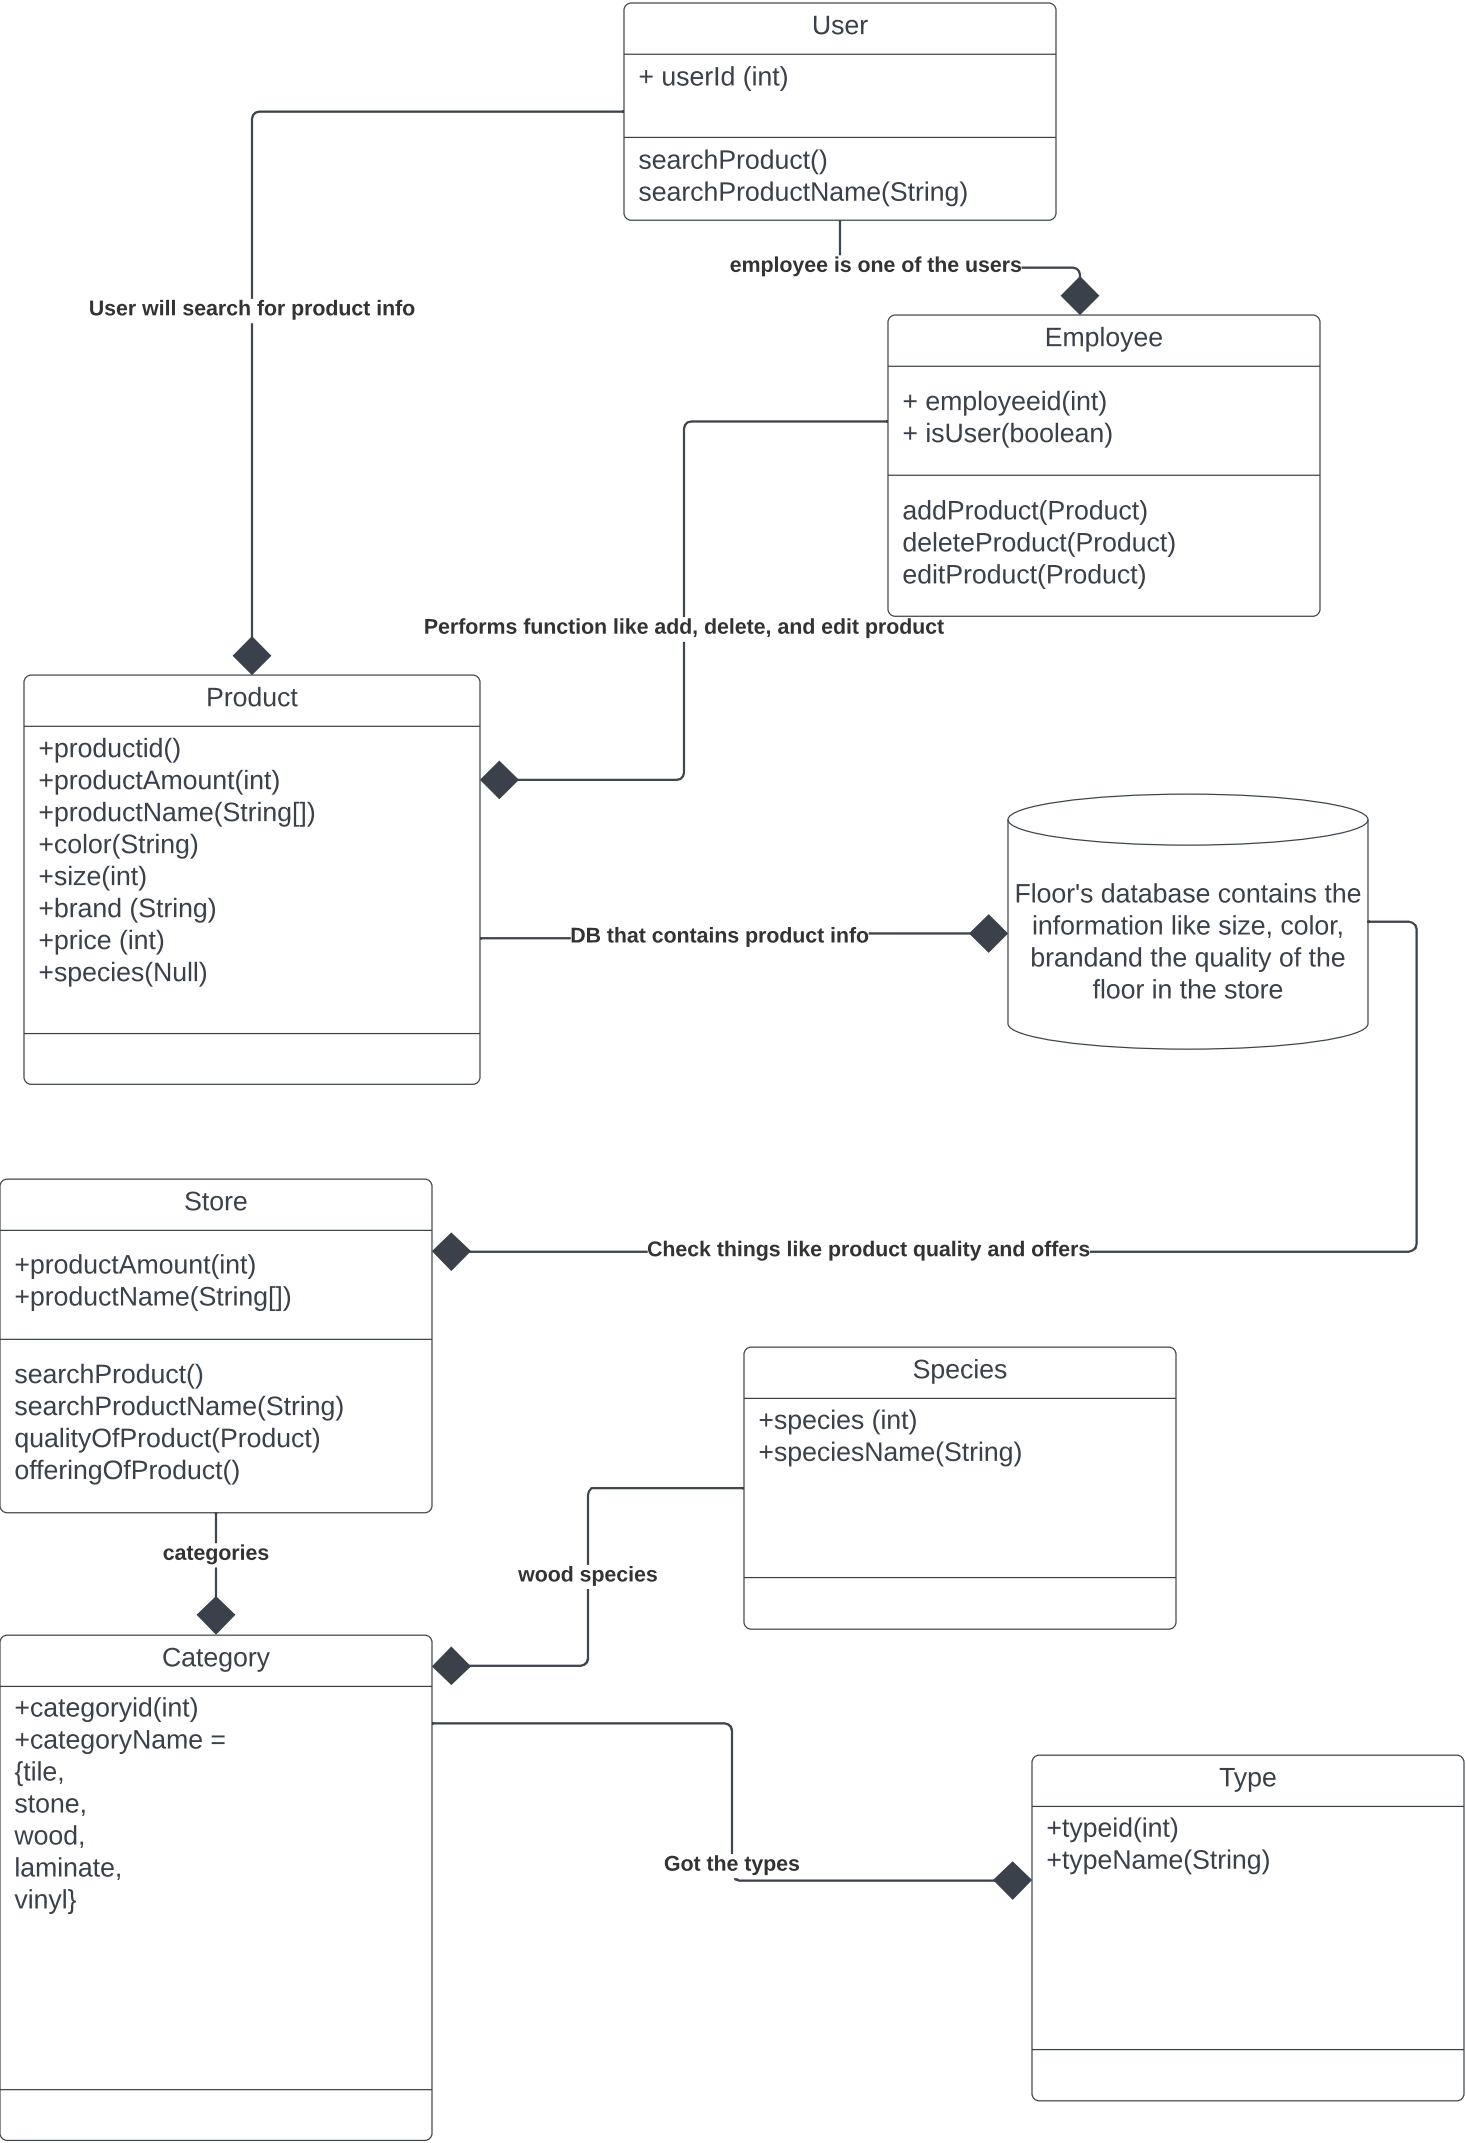 User
+ userId (int)
searchProduct()
searchProductName(String)
employee is one of the users
User will search for product info
Employee
+ employeeid(int)
+ isUser(boolean)
addProduct(Product)
deleteProduct(Product)
editProduct(Product)
Performs function like add, delete, and edit product
Product
+productid()
+productAmount(int)
+productName(String[])
+color(String)
+size(int)
+brand (String)
+price (int)
+species(Null)
DB that contains product info
Floor's database contains the
information like size, color,
brandand the quality of the
floor in the store
Store
+productAmount(int)
+productName(String[])
searchProduct()
searchProductName(String)
qualityOfProduct(Product)
offeringOfProduct()
Check things like product quality and offers
Species
+species (int)
+speciesName(String)
categories
wood species
Category
+categoryid(int)
+categoryName =
{tile,
stone,
wood,
laminate,
vinyl}
Got the types
Type
+typeid(int)
+typeName(String)